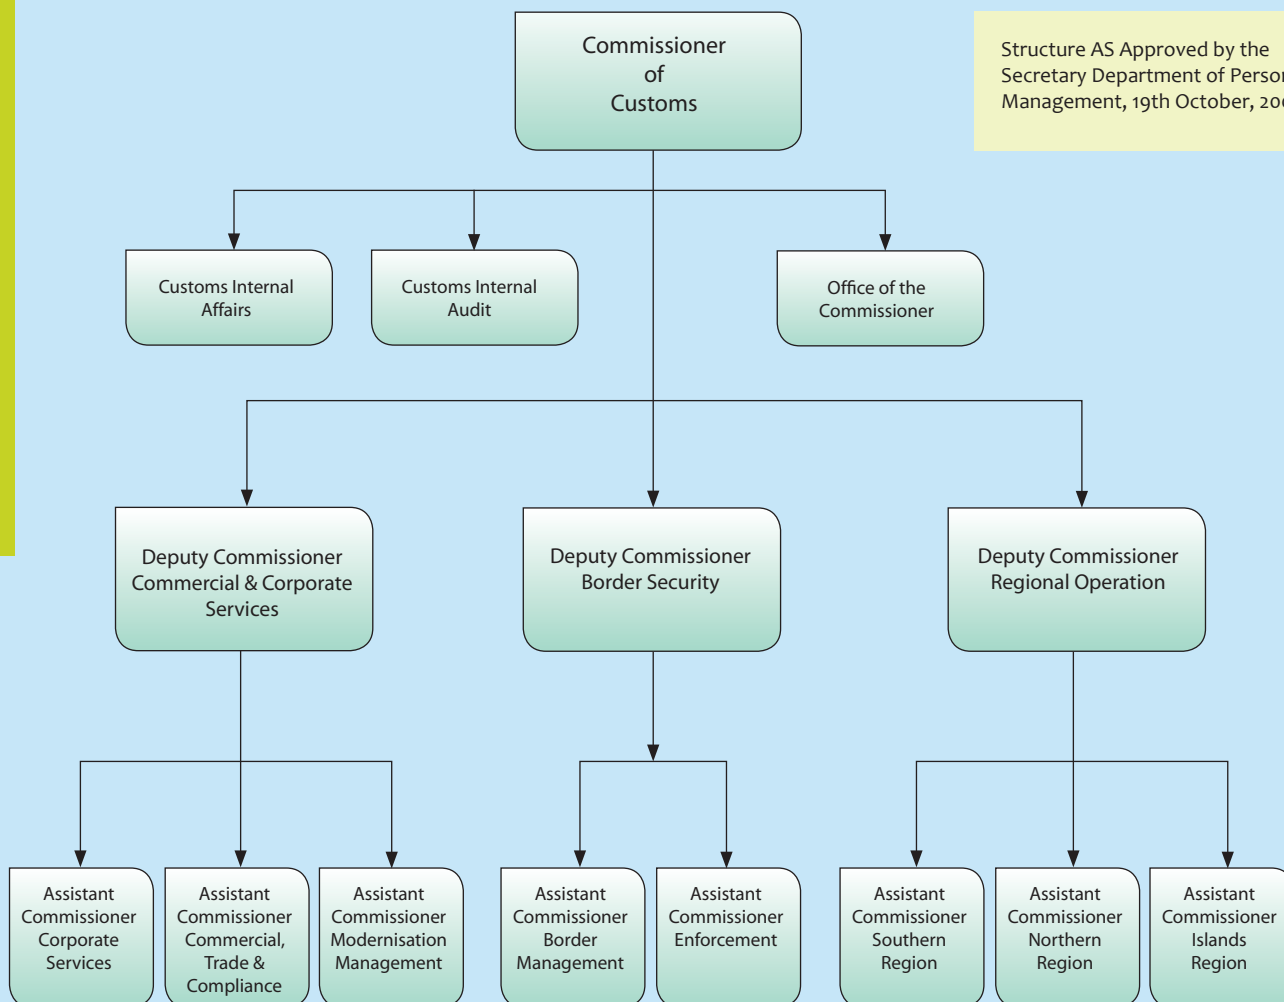 Commissioner
of
Customs
Structure AS Approved by the
Secretary Department of
Management, 19th October,
Customs Internal
Affairs
Customs Internal
Audit
Office of the
Commissioner
Deputy Commissioner
Commercial & Corporate
Services
Deputy Commissioner
Border Security
Deputy Commissioner
Regional Operation
Assistant
Commissioner
Corporate
Services
Assistant
Commissioner
Commercial,
Trade &
Compliance
Assistant
Commissioner
Modernisation
Management
Assistant
Commissioner
Border
Management
Assistant
Commissioner
Enforcement
Assistant
Commissioner
Southern
Region
Assistant
Commissioner
Northern
Region
Assistant
Commissioner
Islands
Region